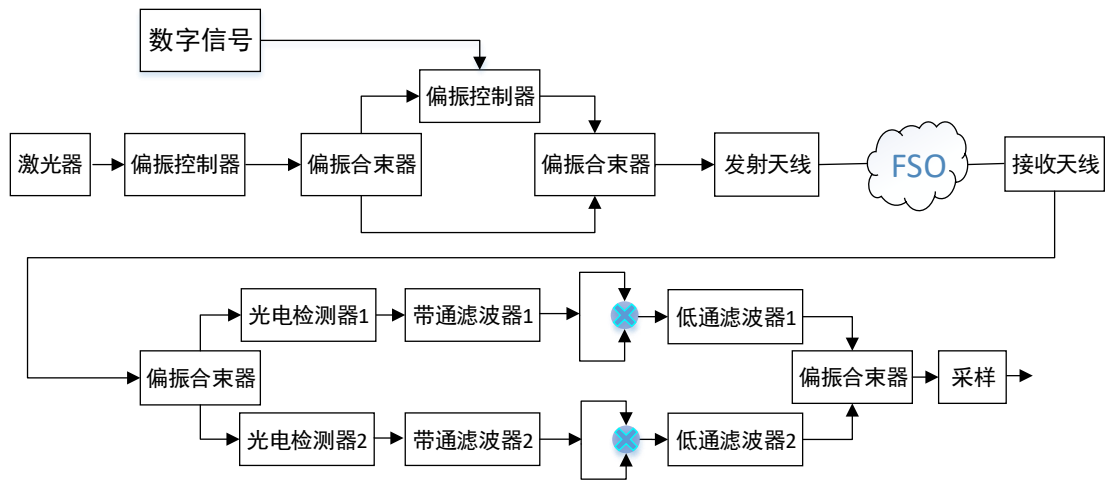 数字信号
偏振控制器
激光器
偏振控制器
偏振合束器
偏振合束器
发射天线
FSO
接收天线
光电检测器1
带通滤波器1
低通滤波器1
偏振合束器
偏振合束器
采样
光电检测器2
带通滤波器2
低通滤波器2